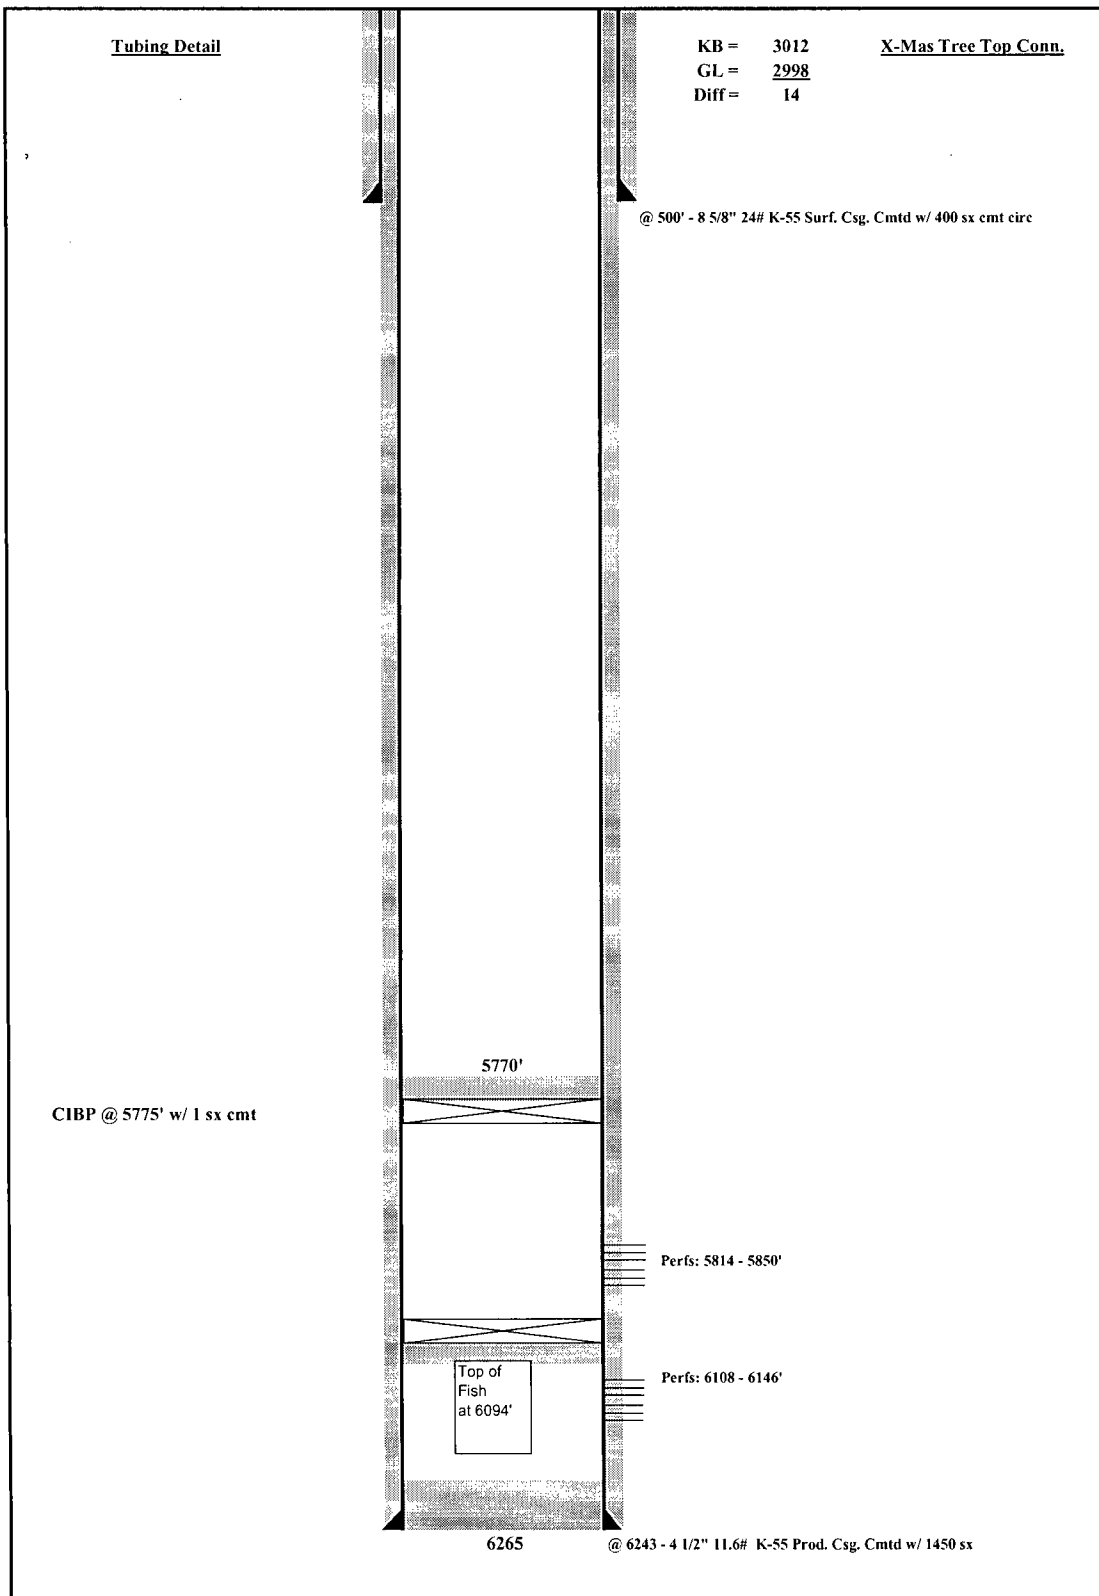 Tubing Detail
KB = 3012
X-Mas Tree Top Conn.
GL = 2998
Diff = 14
@ 500' - 8 5/8" 24# K-55 Surf. Csg. Cmtd w/ 400 sx cmt circ
5770'
CIBP @ 5775' w/ 1 sx cmt
Perfs: 5814 - 5850'
Top of
Fish
at 6094'
Perfs: 6108 - 6146'
6265
@ 6243 - 4 1/2" 11.6# K-55 Prod. Csg. Cmtd w/ 1450 sx